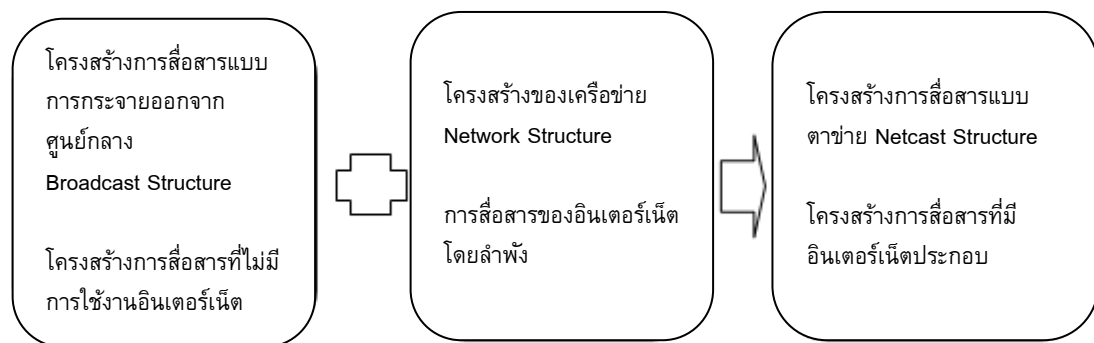 โครงสร้างการสื่อสารแบบ
การกระจายออกจาก
ศูนย์กลาง
Broadcast Structure
โครงสร้างการสื่อสารที่ไม่มี
การใช้งานอินเตอร์เน็ต
โครงสร้างของเครือข่าย
Network Structure
การสื่อสารของอินเตอร์เน็ต
โดยลำพัง
โครงสร้างการสื่อสารแบบ
ตาข่าย Netcast Structure
โครงสร้างการสื่อสารที่มี
อินเตอร์เน็ตประกอบ